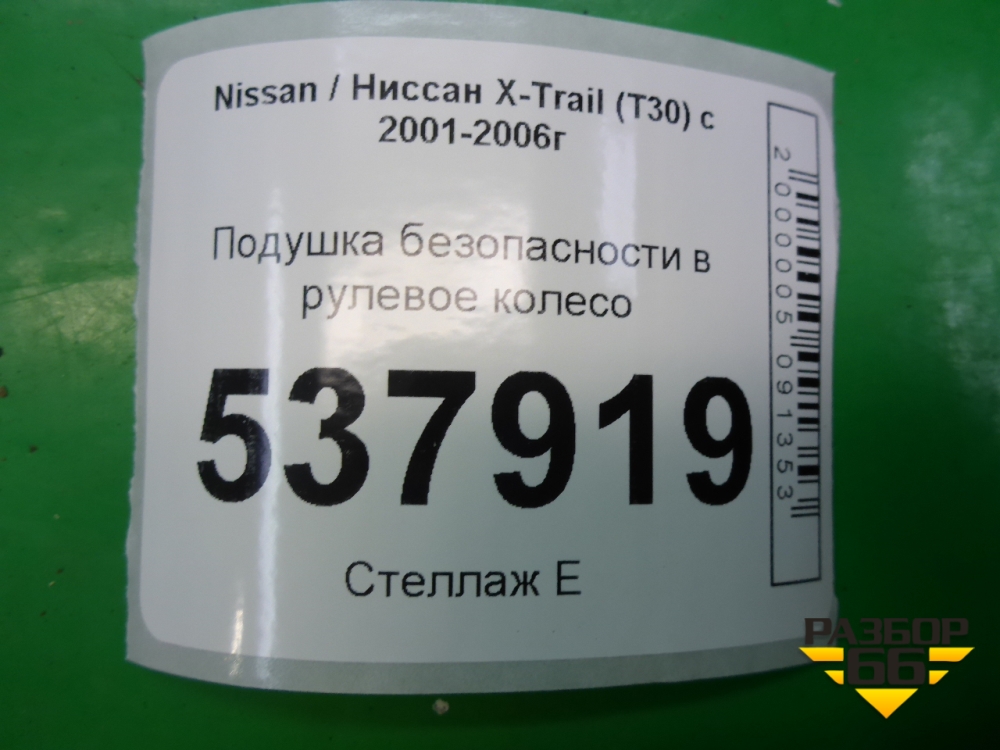 Nissan / Ниссан X-Trail (T30) с
2001-2006г
Подушка безопасности в
рулевое колесо
537919
Стеллаж E
2000005091353
РАЗБОР
66